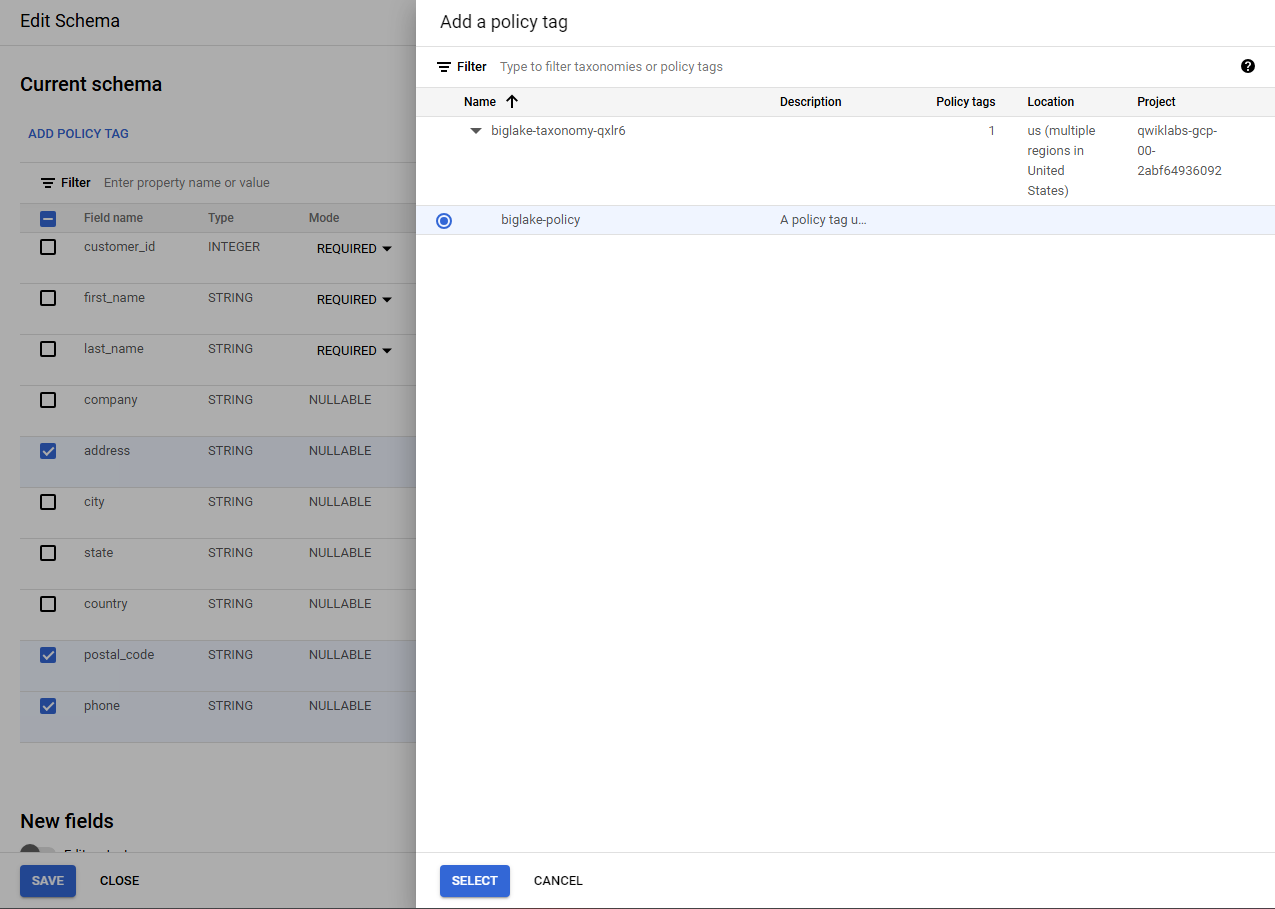 Edit Schema
Current schema
ADD POLICY TAG
Filter Enter property name or value
Field name Type Mode
customer_id INTEGER REQUIRED
first_name STRING REQUIRED
last_name STRING REQUIRED
company STRING NULLABLE
address STRING NULLABLE
city STRING NULLABLE
state STRING NULLABLE
country STRING NULLABLE
postal_code STRING NULLABLE
phone STRING NULLABLE
New fields
SAVE CLOSE
Add a policy tag
Filter Type to filter taxonomies or policy tags
Name Description Policy tags Location Project
biglake-taxonomy-qxlr6 1 us (multiple qwiklabs-gcp-
regions in 00-
United 2abf64936092
States)
biglake-policy A policy tag u...
SELECT CANCEL